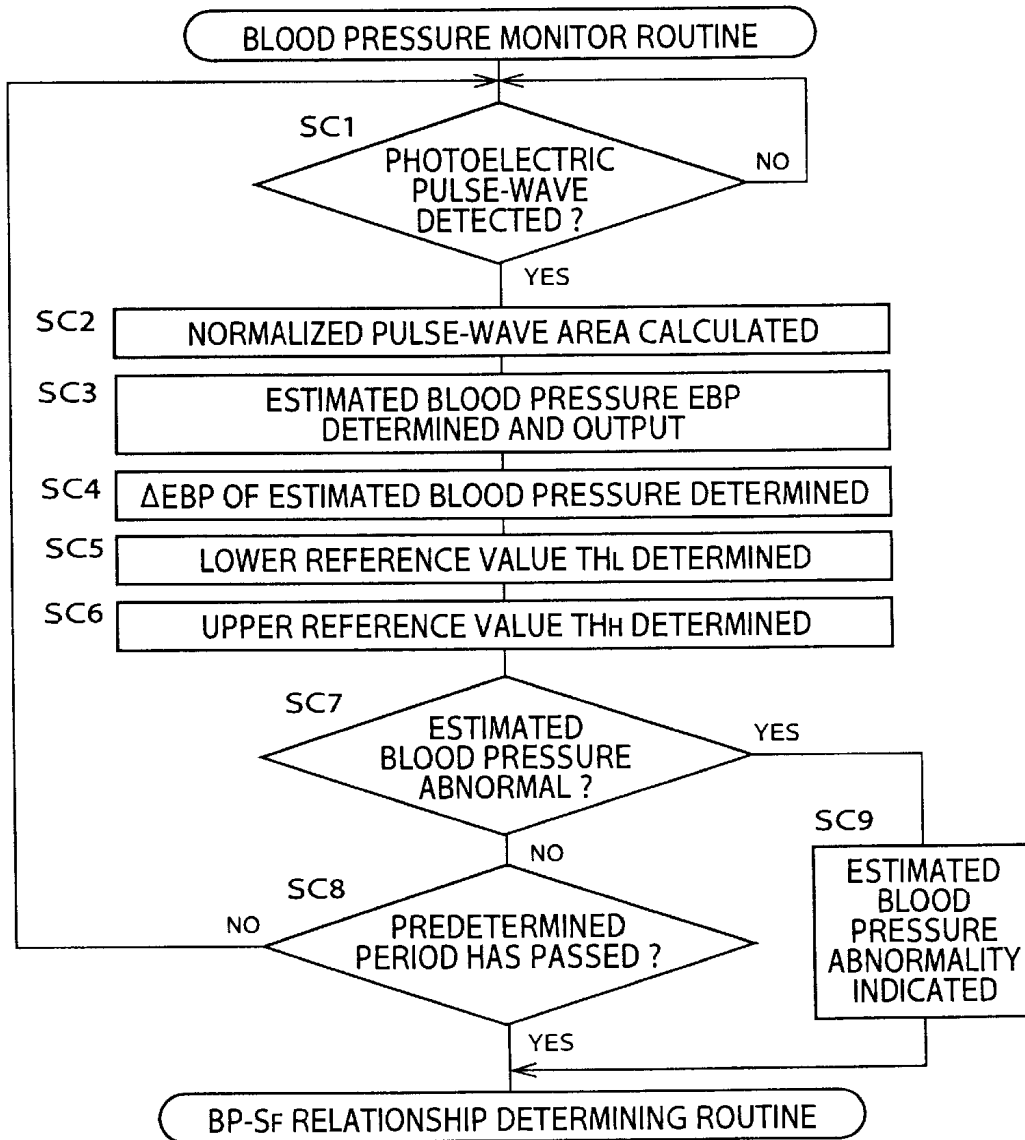 BLOOD PRESSURE MONITOR ROUTINE
SC1
PHOTOELECTRIC
PULSE-WAVE
DETECTED ?
NO
YES
SC2
NORMALIZED PULSE-WAVE AREA CALCULATED
SC3
ESTIMATED BLOOD PRESSURE EBP
DETERMINED AND OUTPUT
SC4
ΔEBP OF ESTIMATED BLOOD PRESSURE DETERMINED
SC5
LOWER REFERENCE VALUE THL DETERMINED
SC6
UPPER REFERENCE VALUE THH DETERMINED
SC7
ESTIMATED
BLOOD PRESSURE
ABNORMAL ?
YES
NO
SC9
ESTIMATED
BLOOD
PRESSURE
ABNORMALITY
INDICATED
SC8
PREDETERMINED
PERIOD HAS PASSED ?
NO
YES
BP-SF RELATIONSHIP DETERMINING ROUTINE